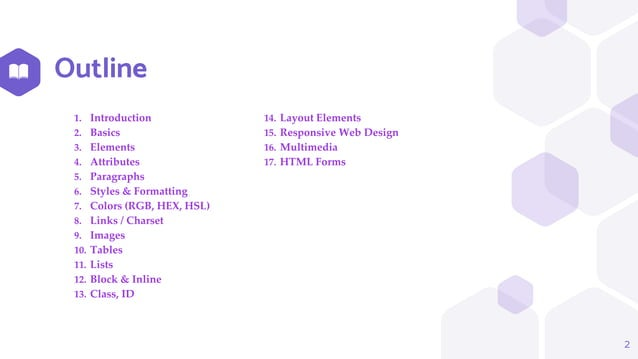 Outline
1. Introduction
2. Basics
3. Elements
4. Attributes
5. Paragraphs
6. Styles & Formatting
7. Colors (RGB, HEX, HSL)
8. Links / Charset
9. Images
10. Tables
11. Lists
12. Block & Inline
13. Class, ID
14. Layout Elements
15. Responsive Web Design
16. Multimedia
17. HTML Forms
2